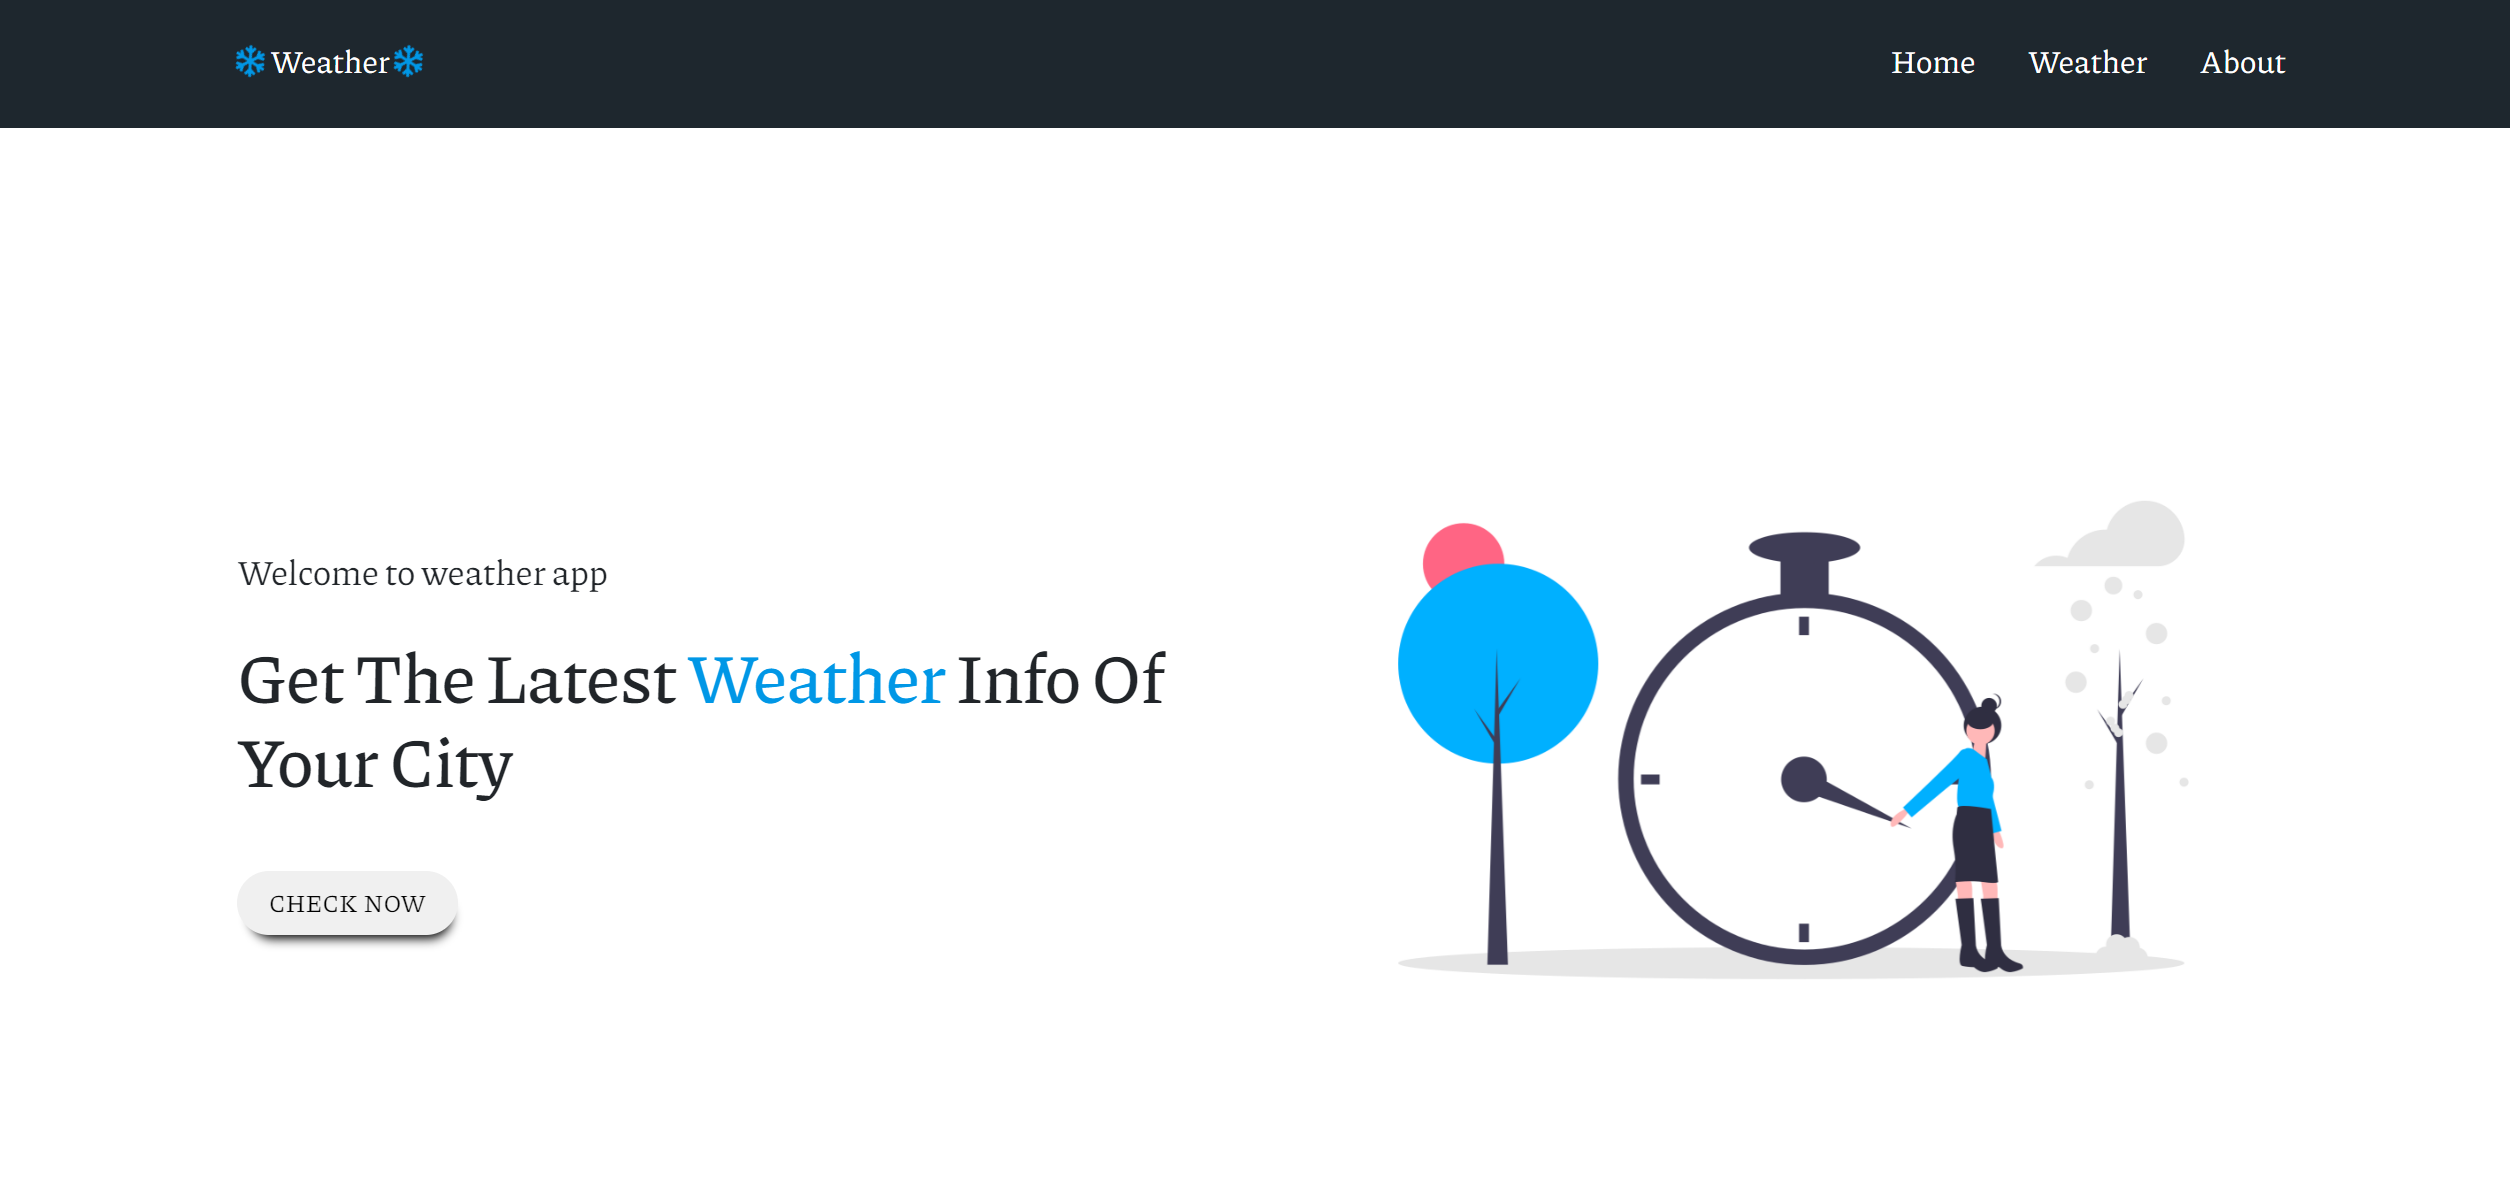 ❄Weather❄
Home Weather About
Welcome to weather app
Get The Latest Weather Info Of
Your City
CHECK NOW